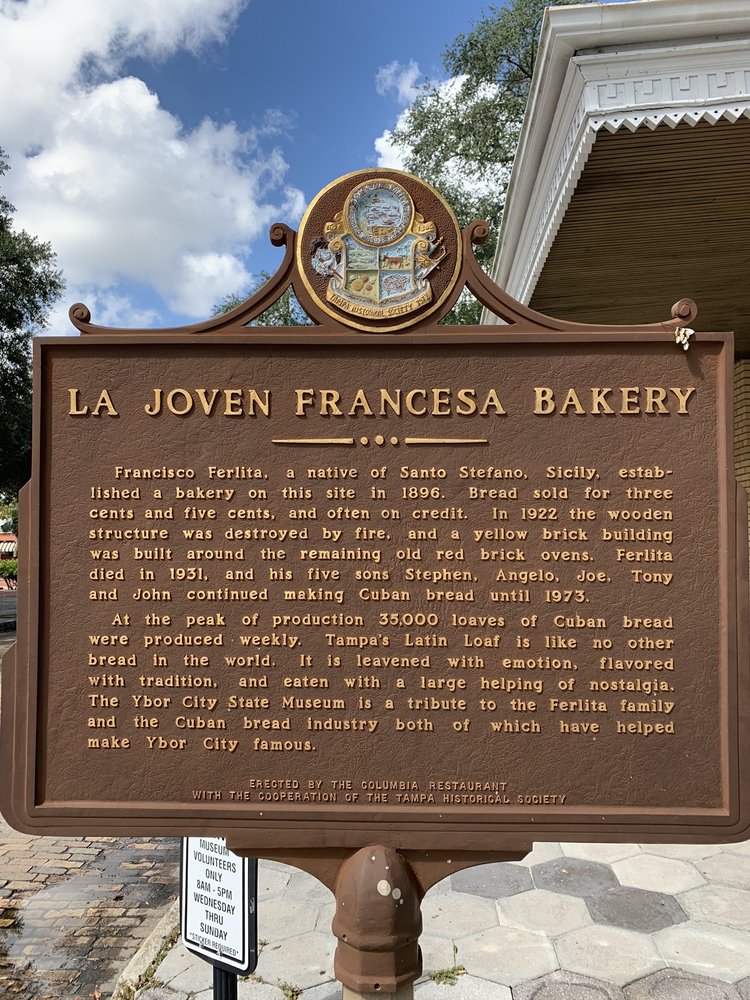 TAMPA HISTORICAL SOCIETY
LA JOVEN FRANCESA BAKERY
Francisco Ferlita, a native of Santo Stefano, Sicily, estab-
lished a bakery on this site in 1896. Bread sold for three
cents and five cents, and often on credit. In 1922 the wooden
structure was destroyed by fire, and a yellow brick building
was built around the remaining old red brick ovens. Ferlita
died in 1931, and his five sons Stephen, Angelo, Joe, Tony
and John continued making Cuban bread until 1973.
At the peak of production 35,000 loaves of Cuban bread
were produced weekly. Tampa's Latin Loaf is like no other
bread in the world. It is leavened with emotion, flavored
with tradition, and eaten with a large helping of nostalgia.
The Ybor City State Museum is a tribute to the Ferlita family
and the Cuban bread industry both of which have helped
make Ybor City famous.
ERECTED BY THE COLUMBIA RESTAURANT
WITH THE COOPERATION OF THE TAMPA HISTORICAL SOCIETY
MUSEUM
VOLUNTEERS
ONLY
8AM - 5PM
WEDNESDAY
THRU
SUNDAY
*STICKER REQUIRED*